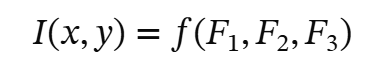 I(x, y) = f(F₁, F₂, F₃)